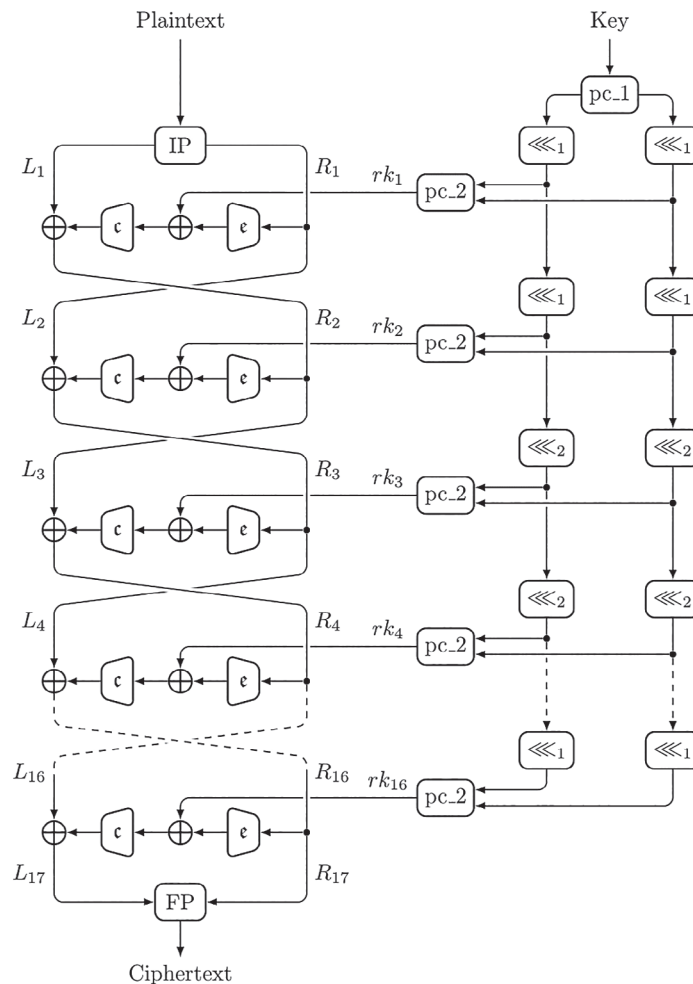 Plaintext Key
pc_1
IP ⋘1 ⋘1
L1 R1 rk1
pc_2
⊕ c ⊕ e
⋘1 ⋘1
L2 R2 rk2
pc_2
⊕ c ⊕ e
⋘2 ⋘2
L3 R3 rk3
pc_2
⊕ c ⊕ e
⋘2 ⋘2
L4 R4 rk4
pc_2
⊕ c ⊕ e
⋘1 ⋘1
L16 R16 rk16
pc_2
⊕ c ⊕ e
L17 R17
FP
Ciphertext